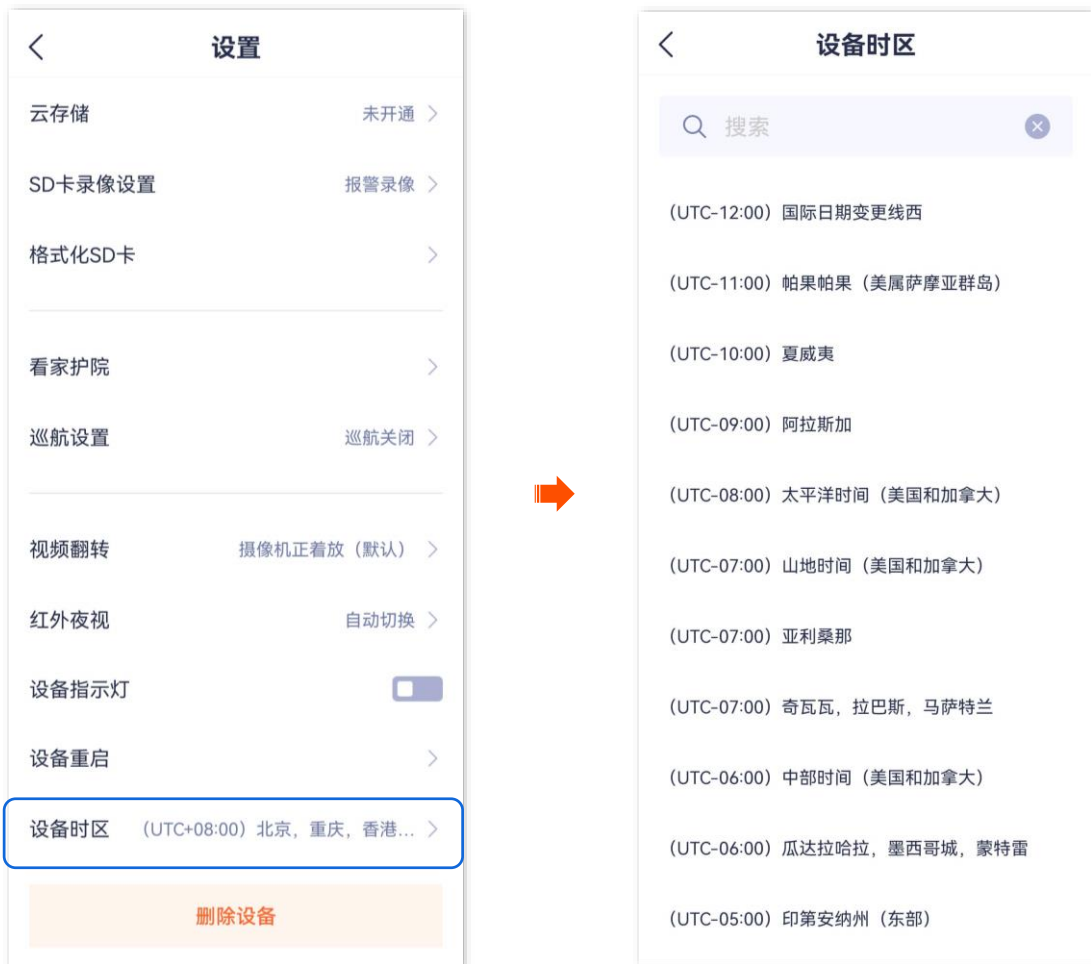 设置
云存储 未开通
SD卡录像设置 报警录像
格式化SD卡
看家护院
巡航设置 巡航关闭
视频翻转 摄像机正着放（默认）
红外夜视 自动切换
设备指示灯
设备重启
设备时区 （UTC+08:00）北京，重庆，香港...
删除设备
设备时区
搜索
（UTC-12:00）国际日期变更线西
（UTC-11:00）帕果帕果（美属萨摩亚群岛）
（UTC-10:00）夏威夷
（UTC-09:00）阿拉斯加
（UTC-08:00）太平洋时间（美国和加拿大）
（UTC-07:00）山地时间（美国和加拿大）
（UTC-07:00）亚利桑那
（UTC-07:00）奇瓦瓦，拉巴斯，马萨特兰
（UTC-06:00）中部时间（美国和加拿大）
（UTC-06:00）瓜达拉哈拉，墨西哥城，蒙特雷
（UTC-05:00）印第安纳州（东部）